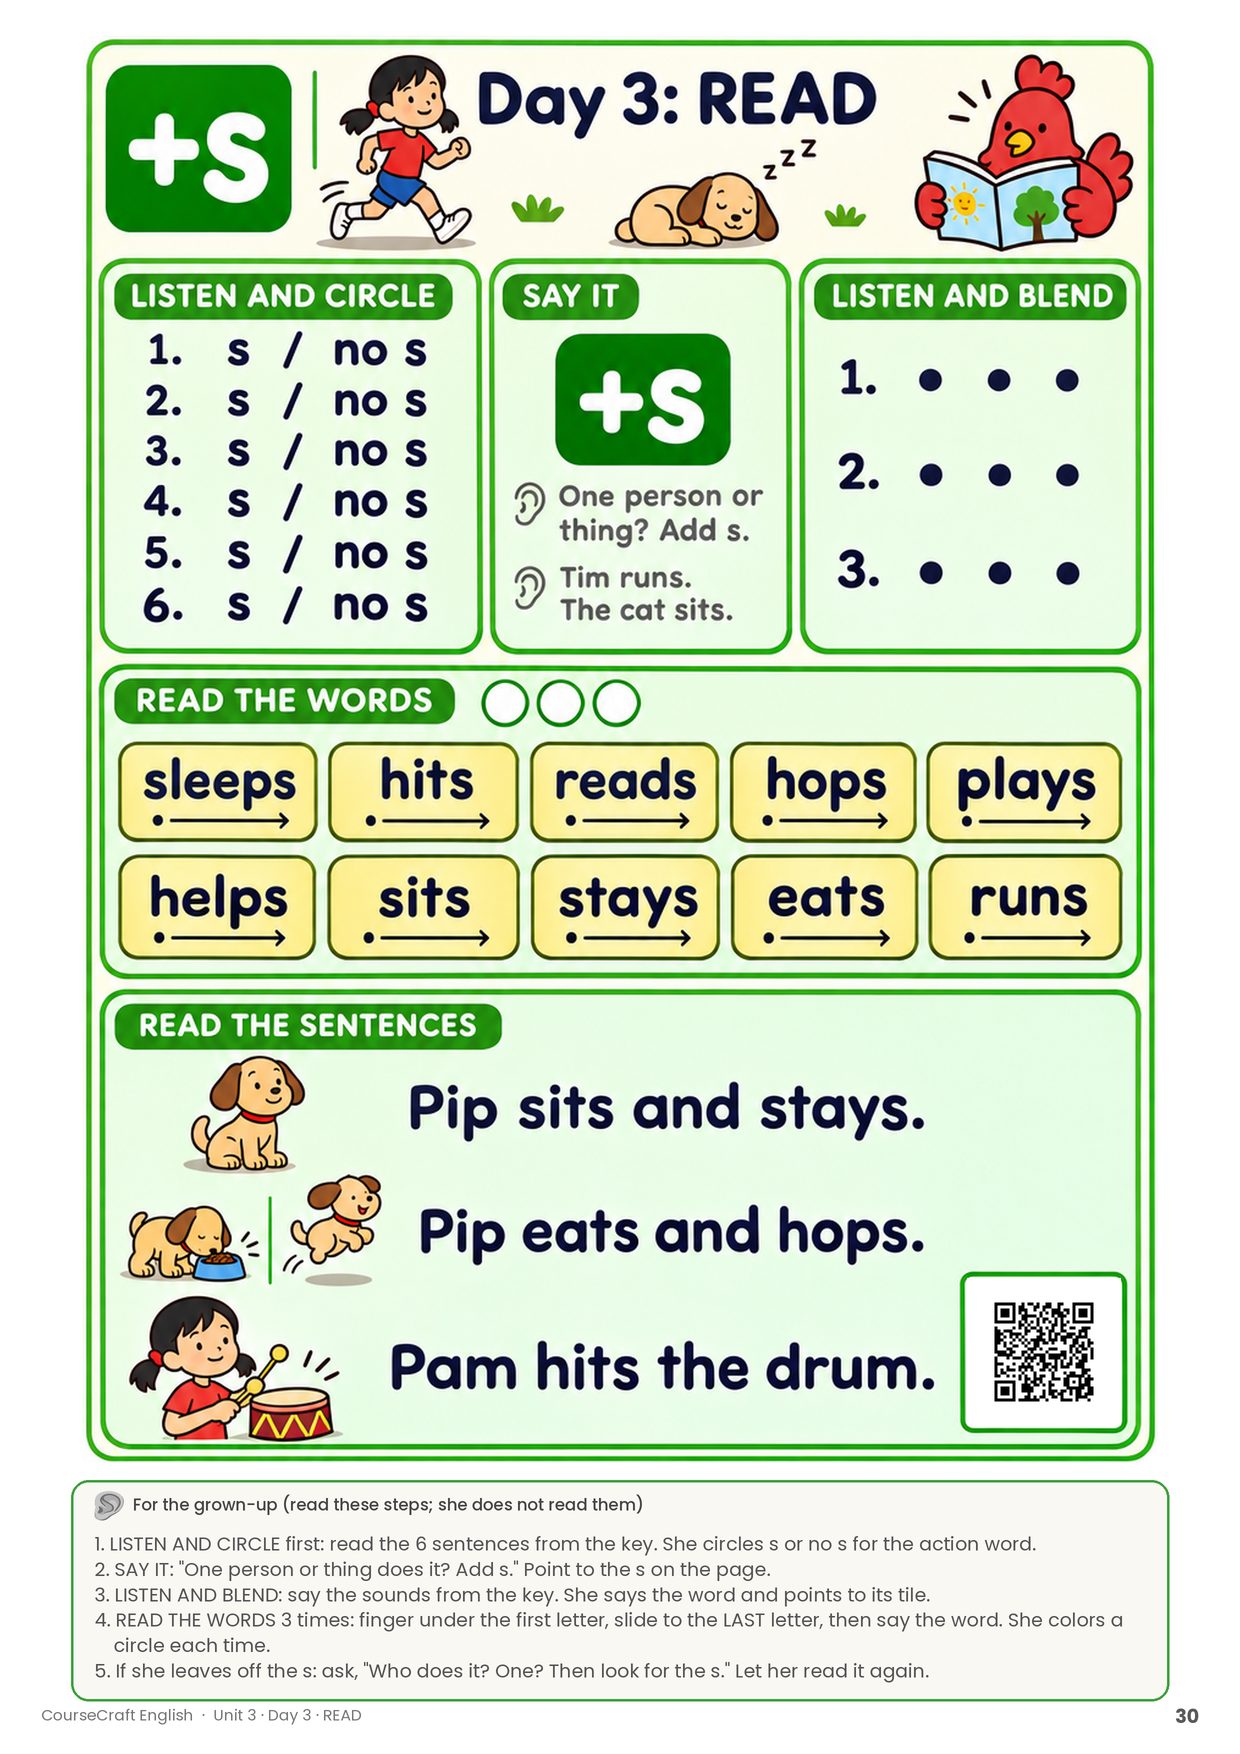 +s
Day 3: READ
z z z
LISTEN AND CIRCLE
1. s / no s
2. s / no s
3. s / no s
4. s / no s
5. s / no s
6. s / no s
SAY IT
+s
One person or
thing? Add s.
Tim runs.
The cat sits.
LISTEN AND BLEND
1.
2.
3.
READ THE WORDS
sleeps hits reads hops plays
helps sits stays eats runs
READ THE SENTENCES
Pip sits and stays.
Pip eats and hops.
Pam hits the drum.
For the grown-up (read these steps; she does not read them)
1. LISTEN AND CIRCLE first: read the 6 sentences from the key. She circles s or no s for the action word.
2. SAY IT: "One person or thing does it? Add s." Point to the s on the page.
3. LISTEN AND BLEND: say the sounds from the key. She says the word and points to its tile.
4. READ THE WORDS 3 times: finger under the first letter, slide to the LAST letter, then say the word. She colors a
circle each time.
5. If she leaves off the s: ask, "Who does it? One? Then look for the s." Let her read it again.
CourseCraft English · Unit 3 · Day 3 · READ
30